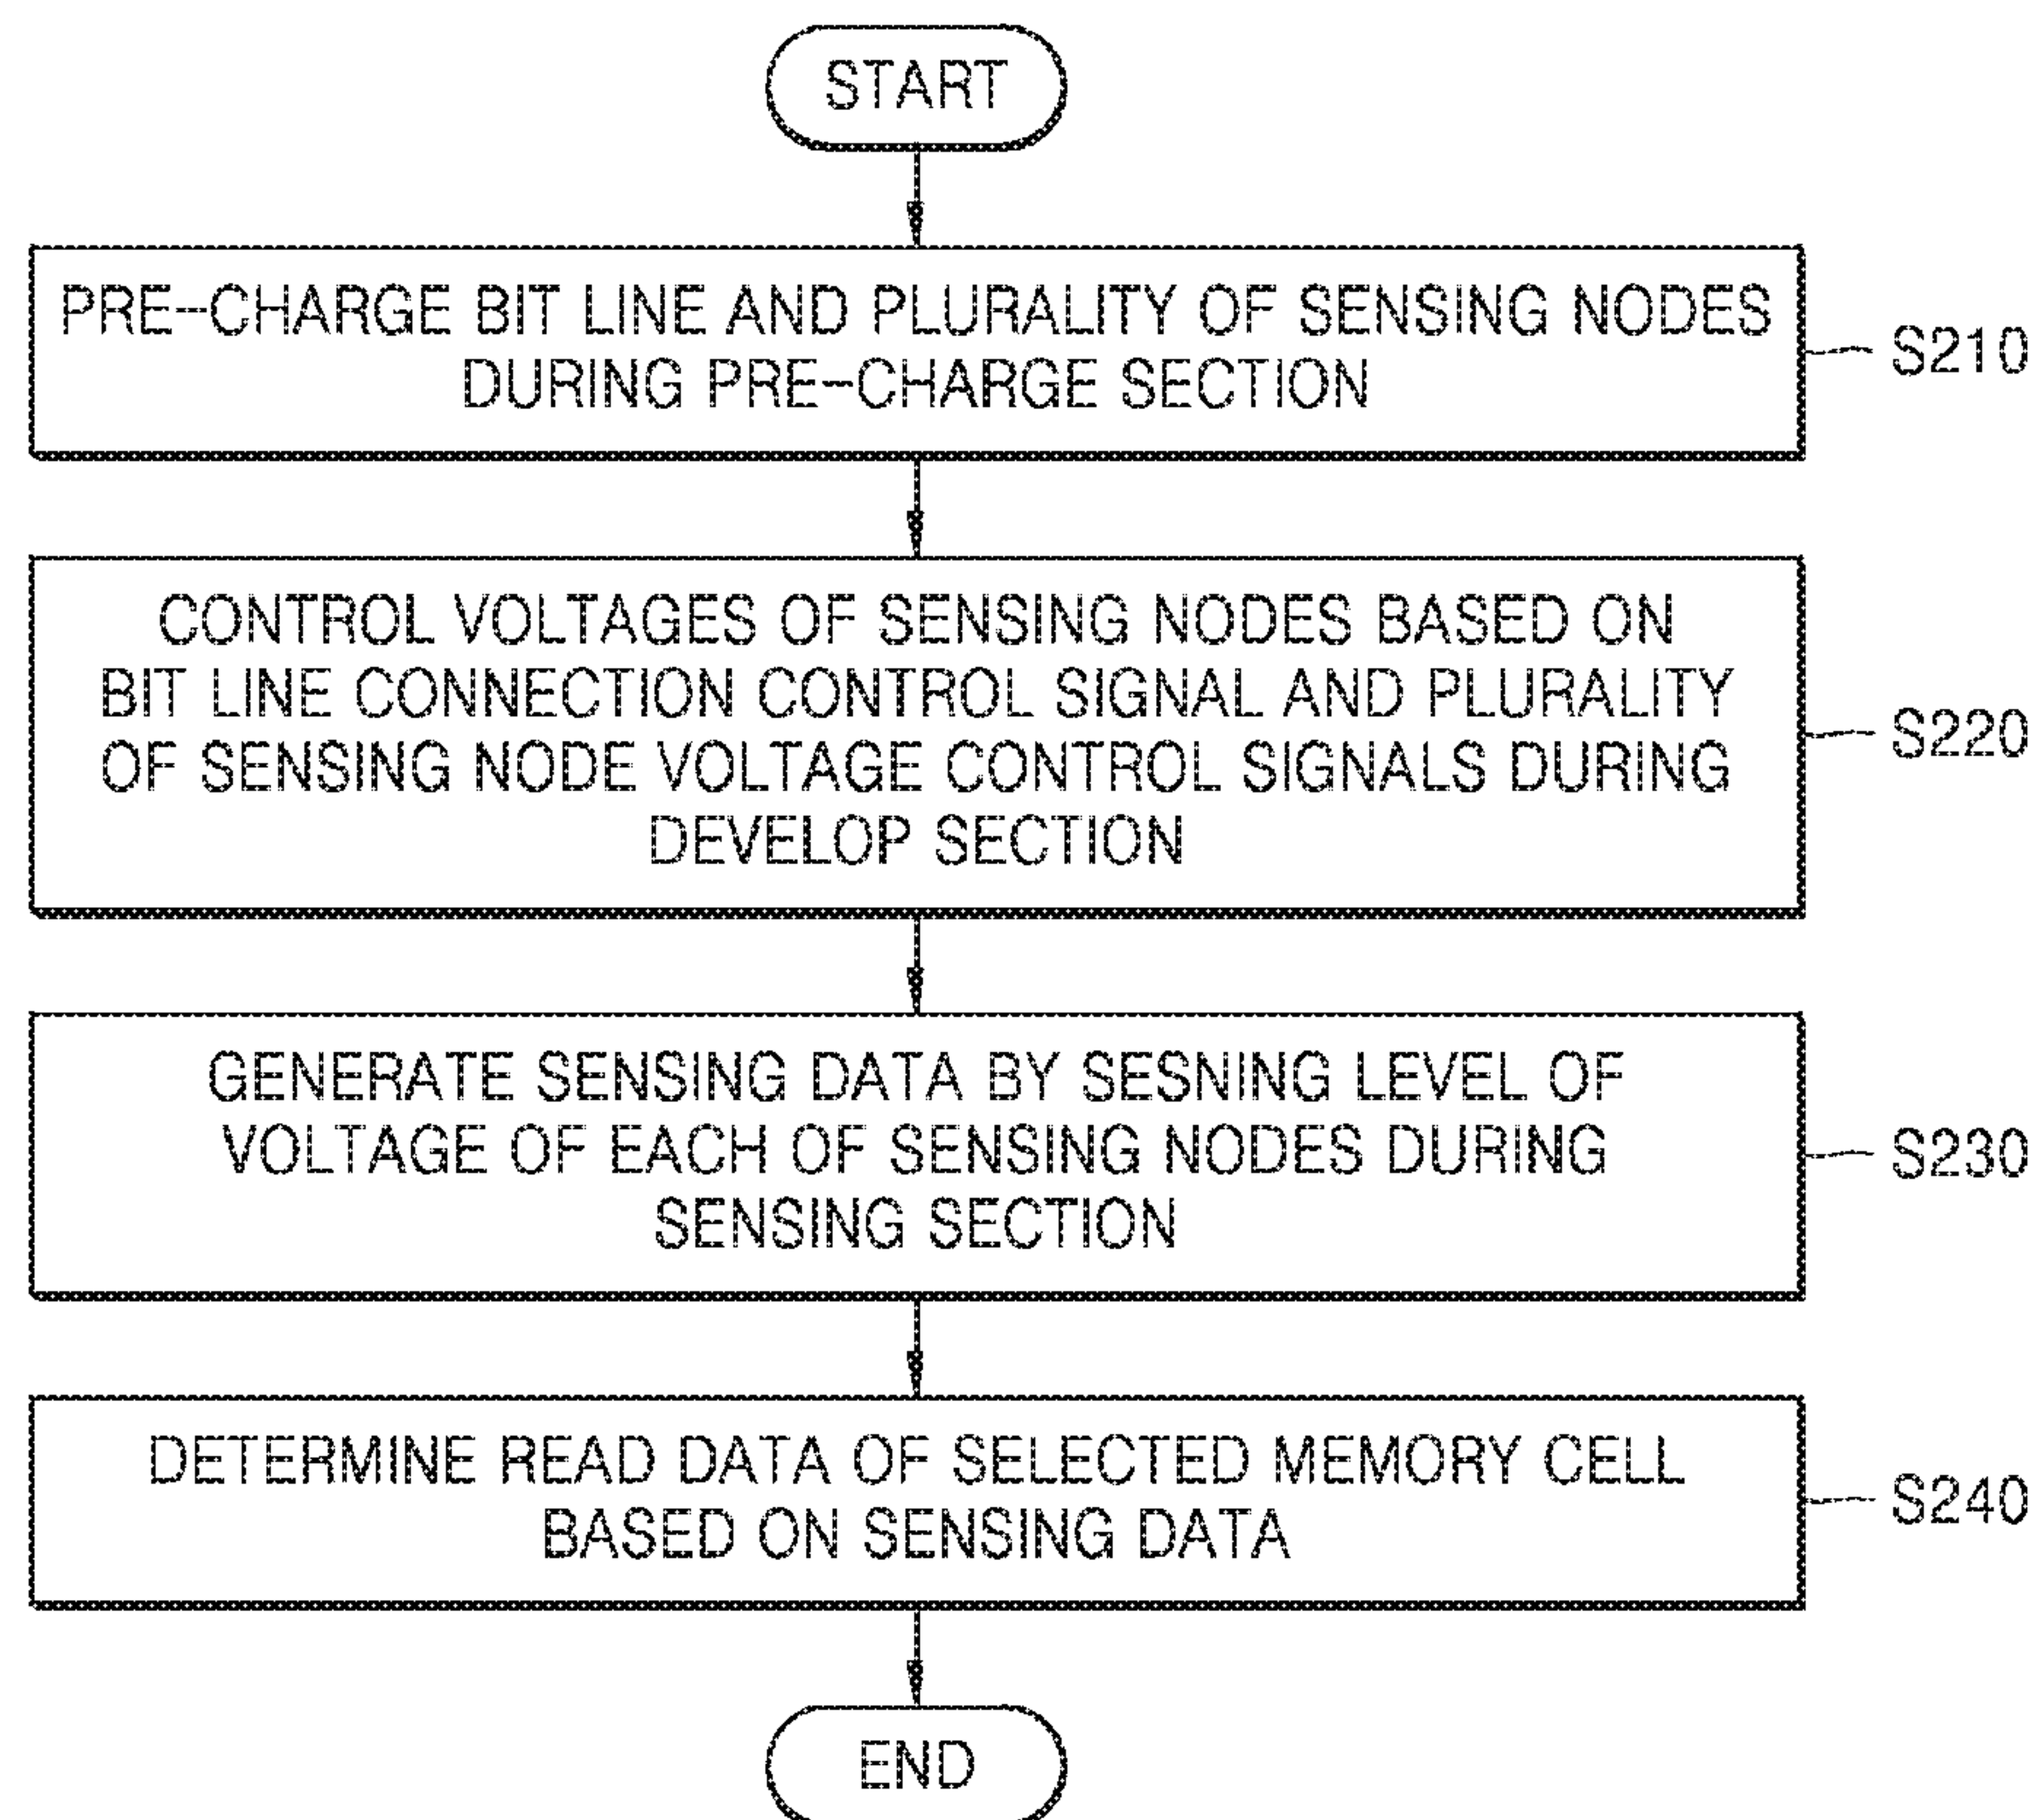 START
PRE-CHARGE BIT LINE AND PLURALITY OF SENSING NODES
DURING PRE-CHARGE SECTION
S210
CONTROL VOLTAGES OF SENSING NODES BASED ON
BIT LINE CONNECTION CONTROL SIGNAL AND PLURALITY
OF SENSING NODE VOLTAGE CONTROL SIGNALS DURING
DEVELOP SECTION
S220
GENERATE SENSING DATA BY SESNING LEVEL OF
VOLTAGE OF EACH OF SENSING NODES DURING
SENSING SECTION
S230
DETERMINE READ DATA OF SELECTED MEMORY CELL
BASED ON SENSING DATA
S240
END